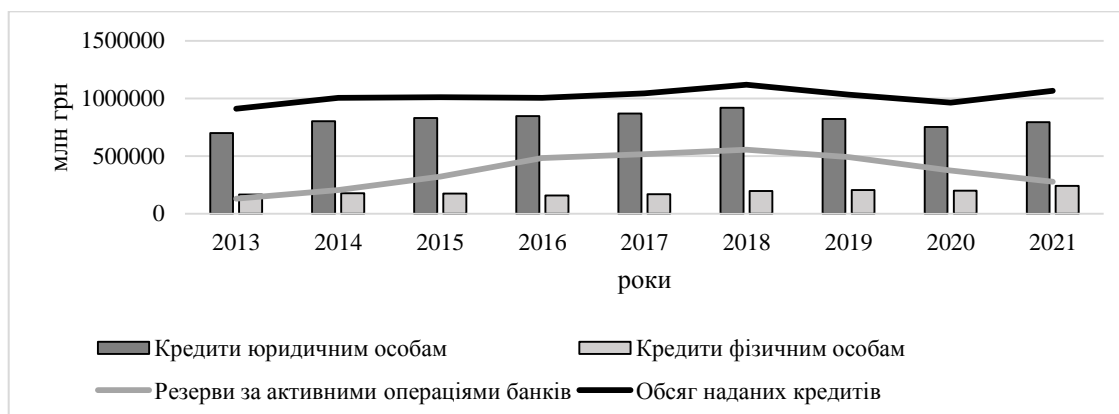 1500000
1000000
500000
0
млн грн
2013 2014 2015 2016 2017 2018 2019 2020 2021
роки
Кредити юридичним особам Кредити фізичним особам
Резерви за активними операціями банків Обсяг наданих кредитів